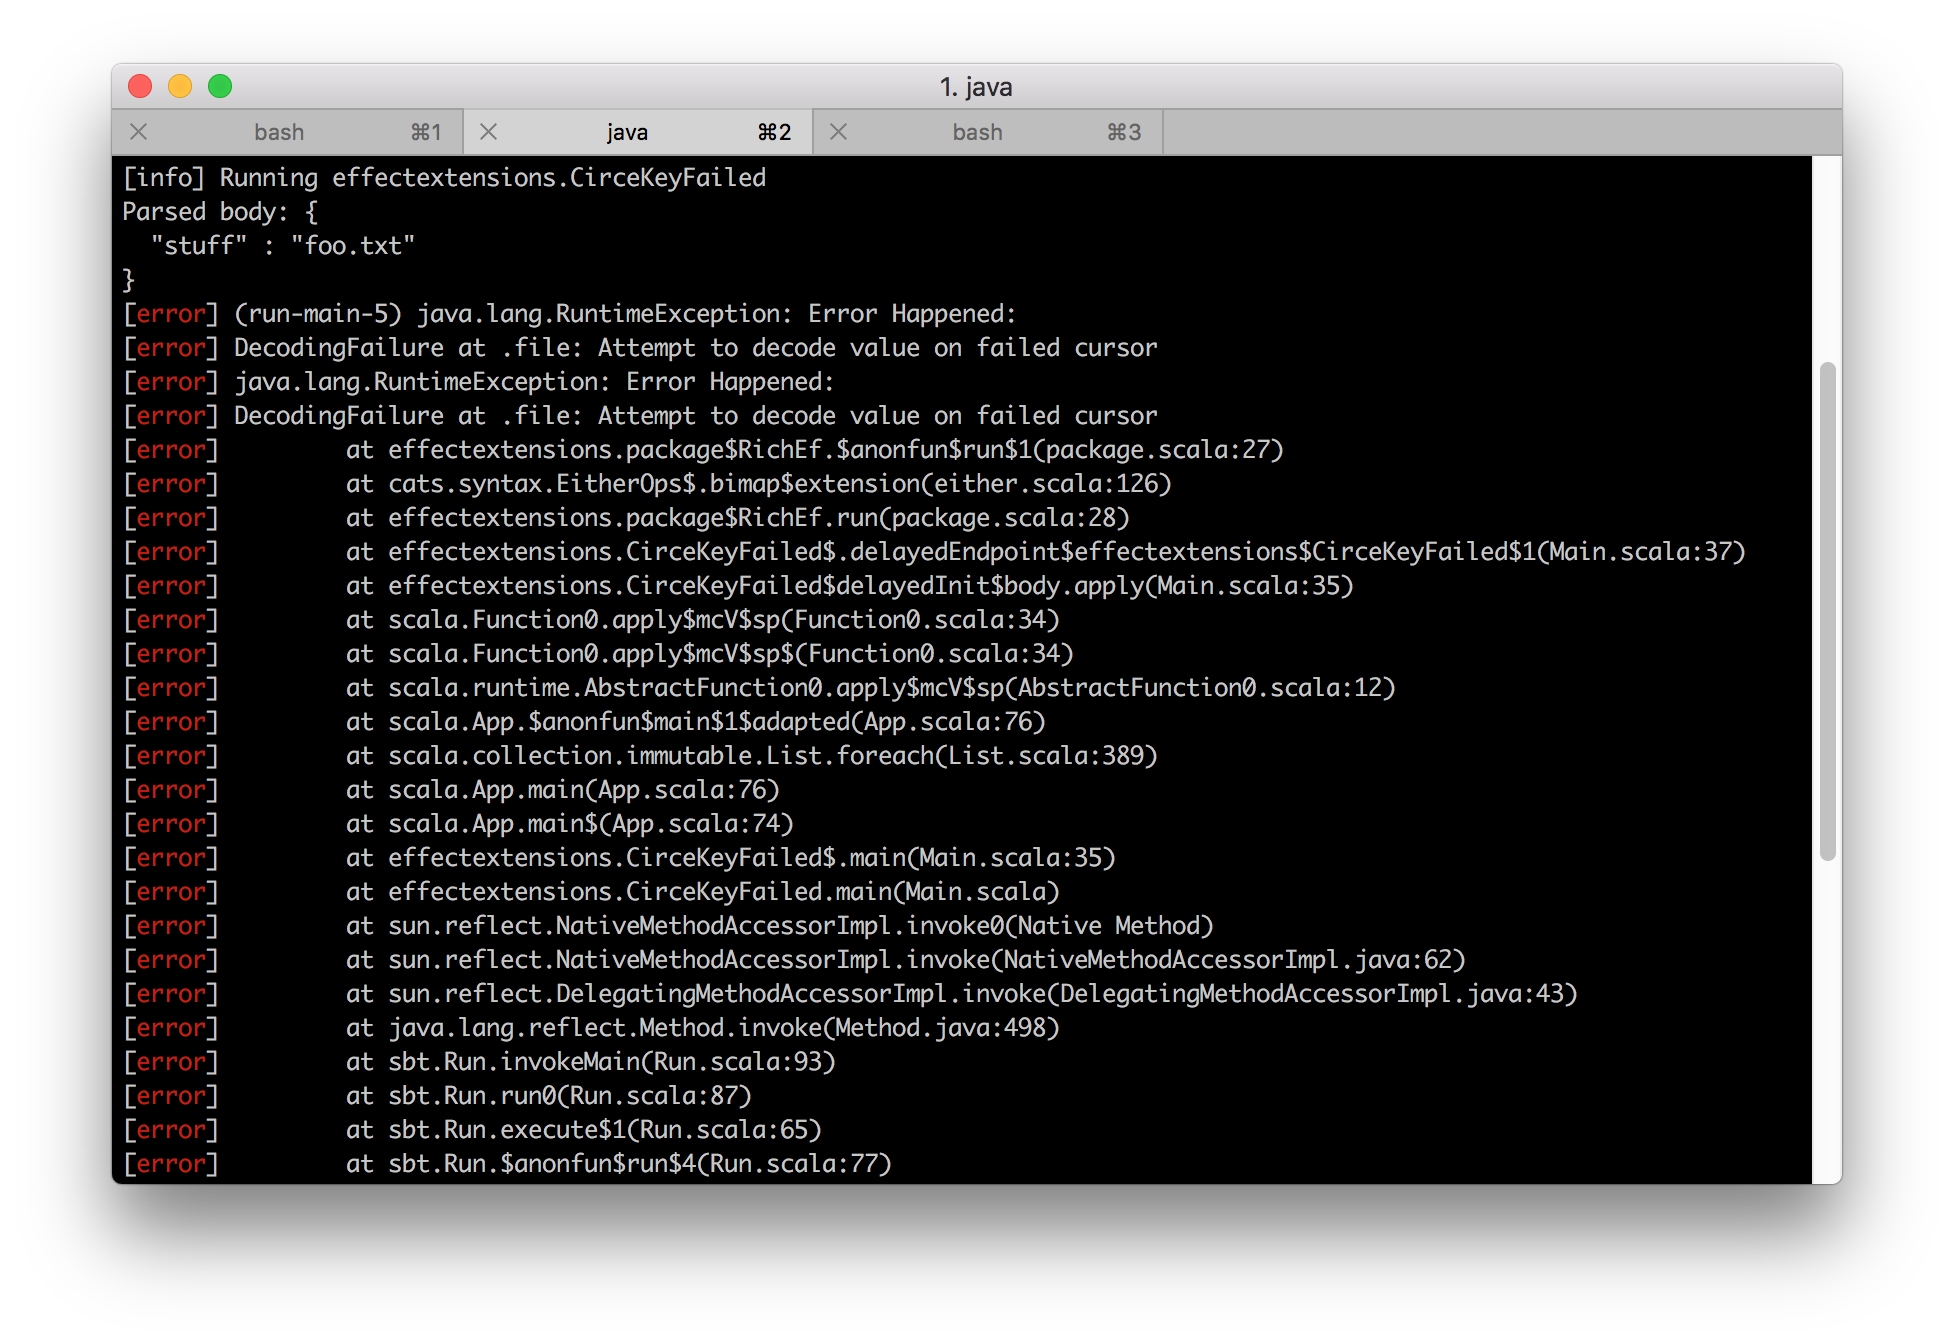 1. java
bash ⌘1 java ⌘2 bash ⌘3
[info] Running effectextensions.CirceKeyFailed
Parsed body: {
  "stuff" : "foo.txt"
}
[error] (run-main-5) java.lang.RuntimeException: Error Happened:
[error] DecodingFailure at .file: Attempt to decode value on failed cursor
[error] java.lang.RuntimeException: Error Happened:
[error] DecodingFailure at .file: Attempt to decode value on failed cursor
[error]         at effectextensions.package$RichEf.$anonfun$run$1(package.scala:27)
[error]         at cats.syntax.EitherOps$.bimap$extension(either.scala:126)
[error]         at effectextensions.package$RichEf.run(package.scala:28)
[error]         at effectextensions.CirceKeyFailed$.delayedEndpoint$effectextensions$CirceKeyFailed$1(Main.scala:37)
[error]         at effectextensions.CirceKeyFailed$delayedInit$body.apply(Main.scala:35)
[error]         at scala.Function0.apply$mcV$sp(Function0.scala:34)
[error]         at scala.Function0.apply$mcV$sp$(Function0.scala:34)
[error]         at scala.runtime.AbstractFunction0.apply$mcV$sp(AbstractFunction0.scala:12)
[error]         at scala.App.$anonfun$main$1$adapted(App.scala:76)
[error]         at scala.collection.immutable.List.foreach(List.scala:389)
[error]         at scala.App.main(App.scala:76)
[error]         at scala.App.main$(App.scala:74)
[error]         at effectextensions.CirceKeyFailed$.main(Main.scala:35)
[error]         at effectextensions.CirceKeyFailed.main(Main.scala)
[error]         at sun.reflect.NativeMethodAccessorImpl.invoke0(Native Method)
[error]         at sun.reflect.NativeMethodAccessorImpl.invoke(NativeMethodAccessorImpl.java:62)
[error]         at sun.reflect.DelegatingMethodAccessorImpl.invoke(DelegatingMethodAccessorImpl.java:43)
[error]         at java.lang.reflect.Method.invoke(Method.java:498)
[error]         at sbt.Run.invokeMain(Run.scala:93)
[error]         at sbt.Run.run0(Run.scala:87)
[error]         at sbt.Run.execute$1(Run.scala:65)
[error]         at sbt.Run.$anonfun$run$4(Run.scala:77)